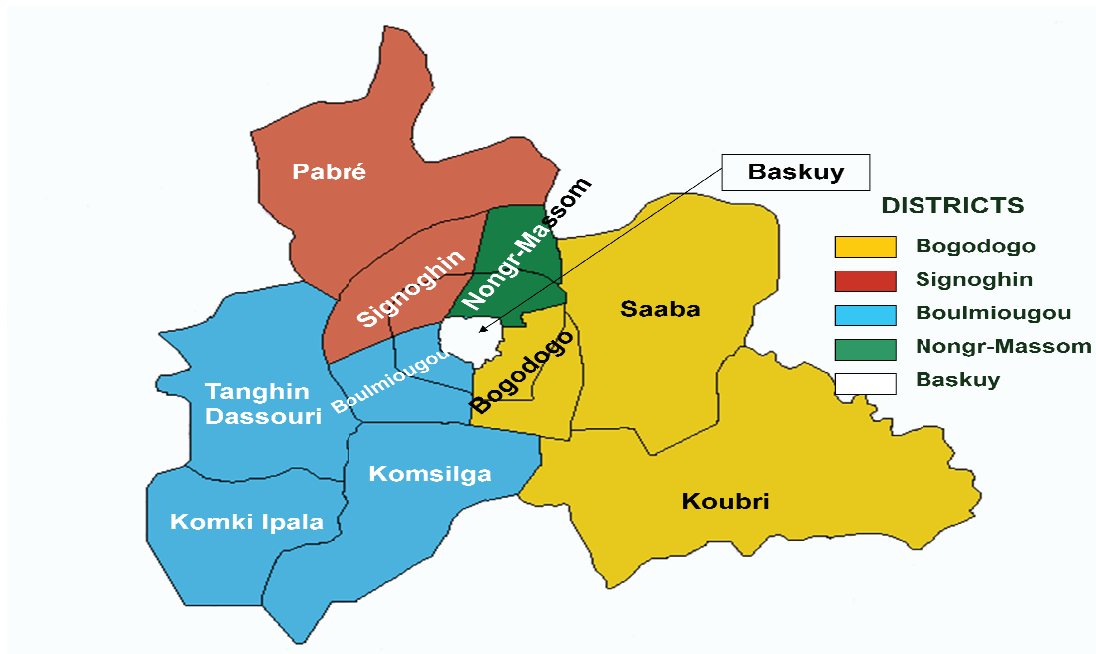 Pabré
Baskuy
Nongr-Massom
Signoghin
Saaba
Tanghin
Dassouri
Boulmiougou
Bogodogo
Komsilga
Komki Ipala
Koubri
DISTRICTS
Bogodogo
Signoghin
Boulmiougou
Nongr-Massom
Baskuy